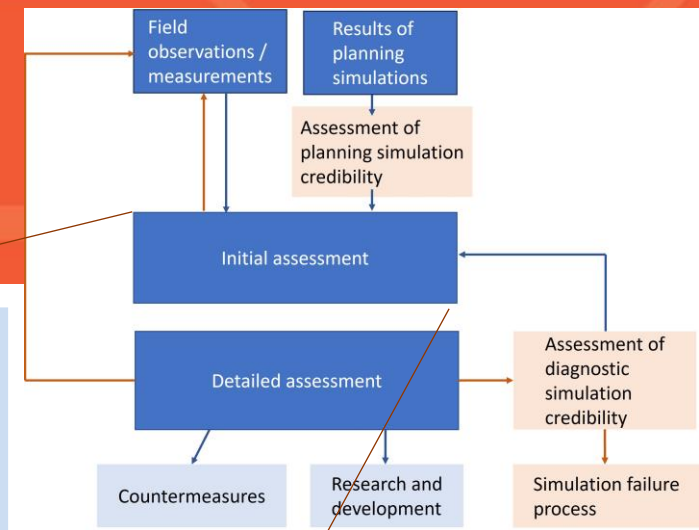 Field
observations /
measurements
Results of
planning
simulations
Assessment of
planning simulation
credibility
Initial assessment
Detailed assessment
Assessment of
diagnostic
simulation
credibility
Countermeasures
Research and
development
Simulation failure
process